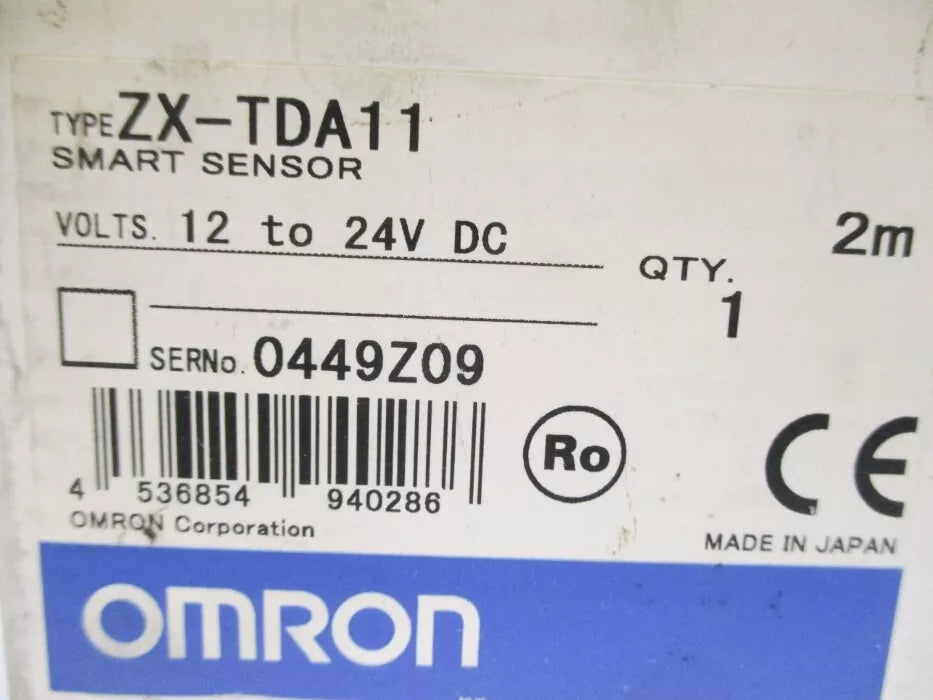 TYPE ZX-TDA11
SMART SENSOR
VOLTS. 12 to 24V DC
2m
QTY.
1
SERNo. 0449Z09
4 536854 940286
Ro
CE
OMRON Corporation
MADE IN JAPAN
OMRON